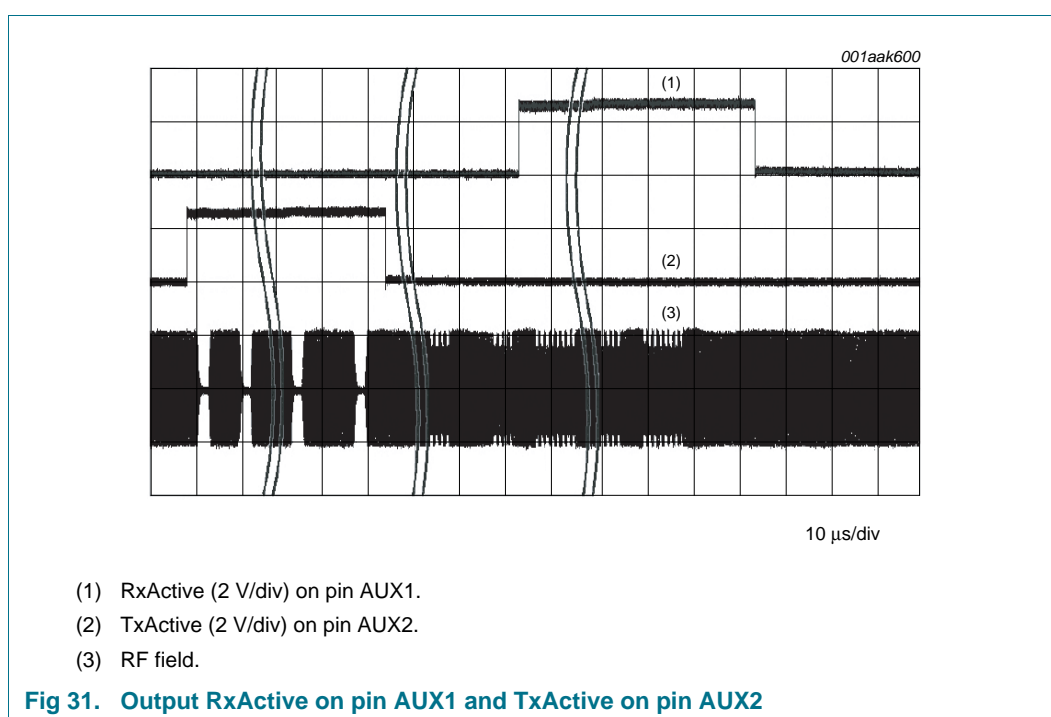 001aak600
(1)
(2)
(3)
10 μs/div
(1) RxActive (2 V/div) on pin AUX1.
(2) TxActive (2 V/div) on pin AUX2.
(3) RF field.
Fig 31. Output RxActive on pin AUX1 and TxActive on pin AUX2